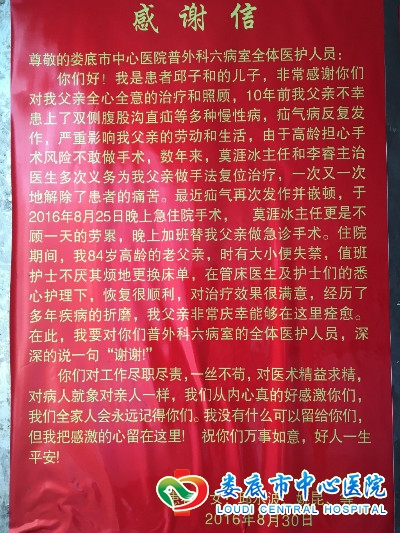 感谢信
尊敬的娄底市中心医院普外科六病室全体医护人员：
你们好！我是患者邱子和的儿子，非常感谢你们
对我父亲全心全意的治疗和照顾，10年前我父亲不幸
患上了双侧腹股沟直疝等多种慢性病，疝气病反复发
作，严重影响我父亲的劳动和生活，由于高龄担心手
术风险不敢做手术，数年来，莫涯冰主任和李睿主治
医生多次义务为我父亲做手法复位治疗，一次又一次
地解除了患者的痛苦。最近疝气再次发作并嵌顿，于
2016年8月25日晚上急住院手术，莫涯冰主任更是不
顾一天的劳累，晚上加班替我父亲做急诊手术。住院
期间，我84岁高龄的老父亲，时有大小便失禁，值班
护士不厌其烦地更换床单，在管床医生及护士们的悉
心护理下，恢复很顺利，对治疗效果很满意，经历了
多年疾病的折磨，我父亲非常庆幸能够在这里痊愈。
在此，我要对你们普外科六病室的全体医护人员，深
深的说一句“谢谢!”
你们对工作尽职尽责，一丝不苟，对医术精益求精，
对病人就象对亲人一样，我们从内心真的好感激你们，
我们全家人会永远记得你们。我没有什么可以留给你们，
但我把感激的心留在这里！祝你们万事如意，好人一生
平安!
娄底市中心医院
LOUDI CENTRAL HOSPITAL
2016年8月30日